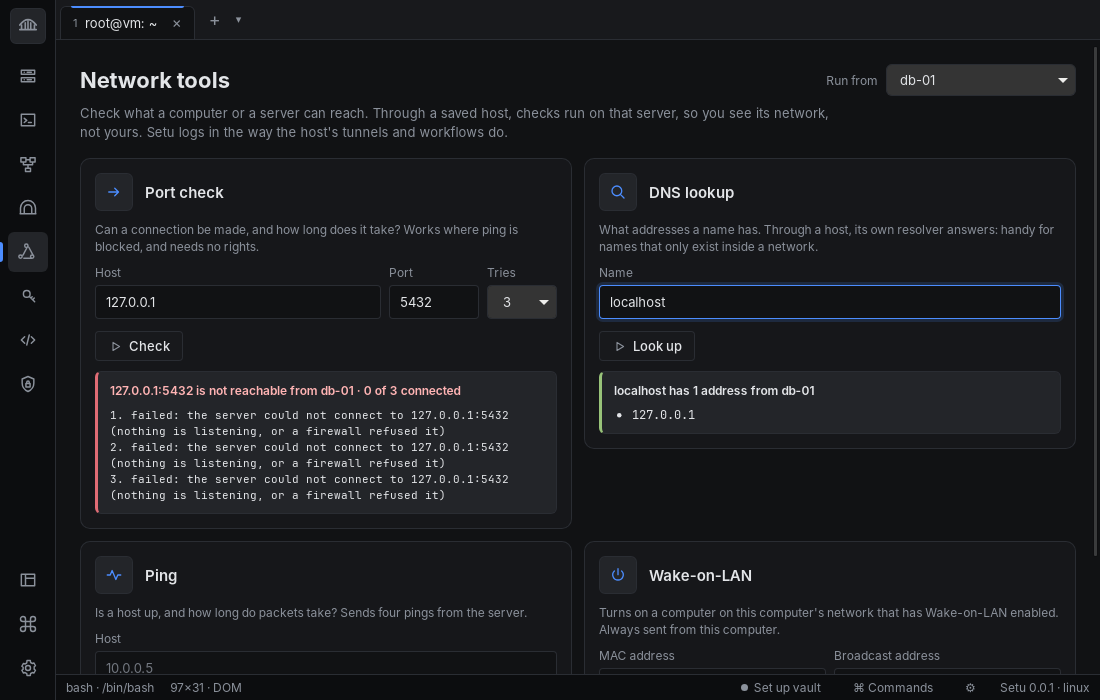 1 root@vm: ~ × + ▾
Network tools
Run from db-01
Check what a computer or a server can reach. Through a saved host, checks run on that server, so you see its network,
not yours. Setu logs in the way the host's tunnels and workflows do.
Port check
Can a connection be made, and how long does it take? Works where ping is
blocked, and needs no rights.
Host Port Tries
127.0.0.1 5432 3
Check
127.0.0.1:5432 is not reachable from db-01 · 0 of 3 connected
1. failed: the server could not connect to 127.0.0.1:5432
(nothing is listening, or a firewall refused it)
2. failed: the server could not connect to 127.0.0.1:5432
(nothing is listening, or a firewall refused it)
3. failed: the server could not connect to 127.0.0.1:5432
(nothing is listening, or a firewall refused it)
DNS lookup
What addresses a name has. Through a host, its own resolver answers: handy for
names that only exist inside a network.
Name
localhost
Look up
localhost has 1 address from db-01
• 127.0.0.1
Ping
Is a host up, and how long do packets take? Sends four pings from the server.
Host
10.0.0.5
Wake-on-LAN
Turns on a computer on this computer's network that has Wake-on-LAN enabled.
Always sent from this computer.
MAC address Broadcast address
bash · /bin/bash 97×31 · DOM Set up vault ⌘ Commands ⚙ Setu 0.0.1 · linux